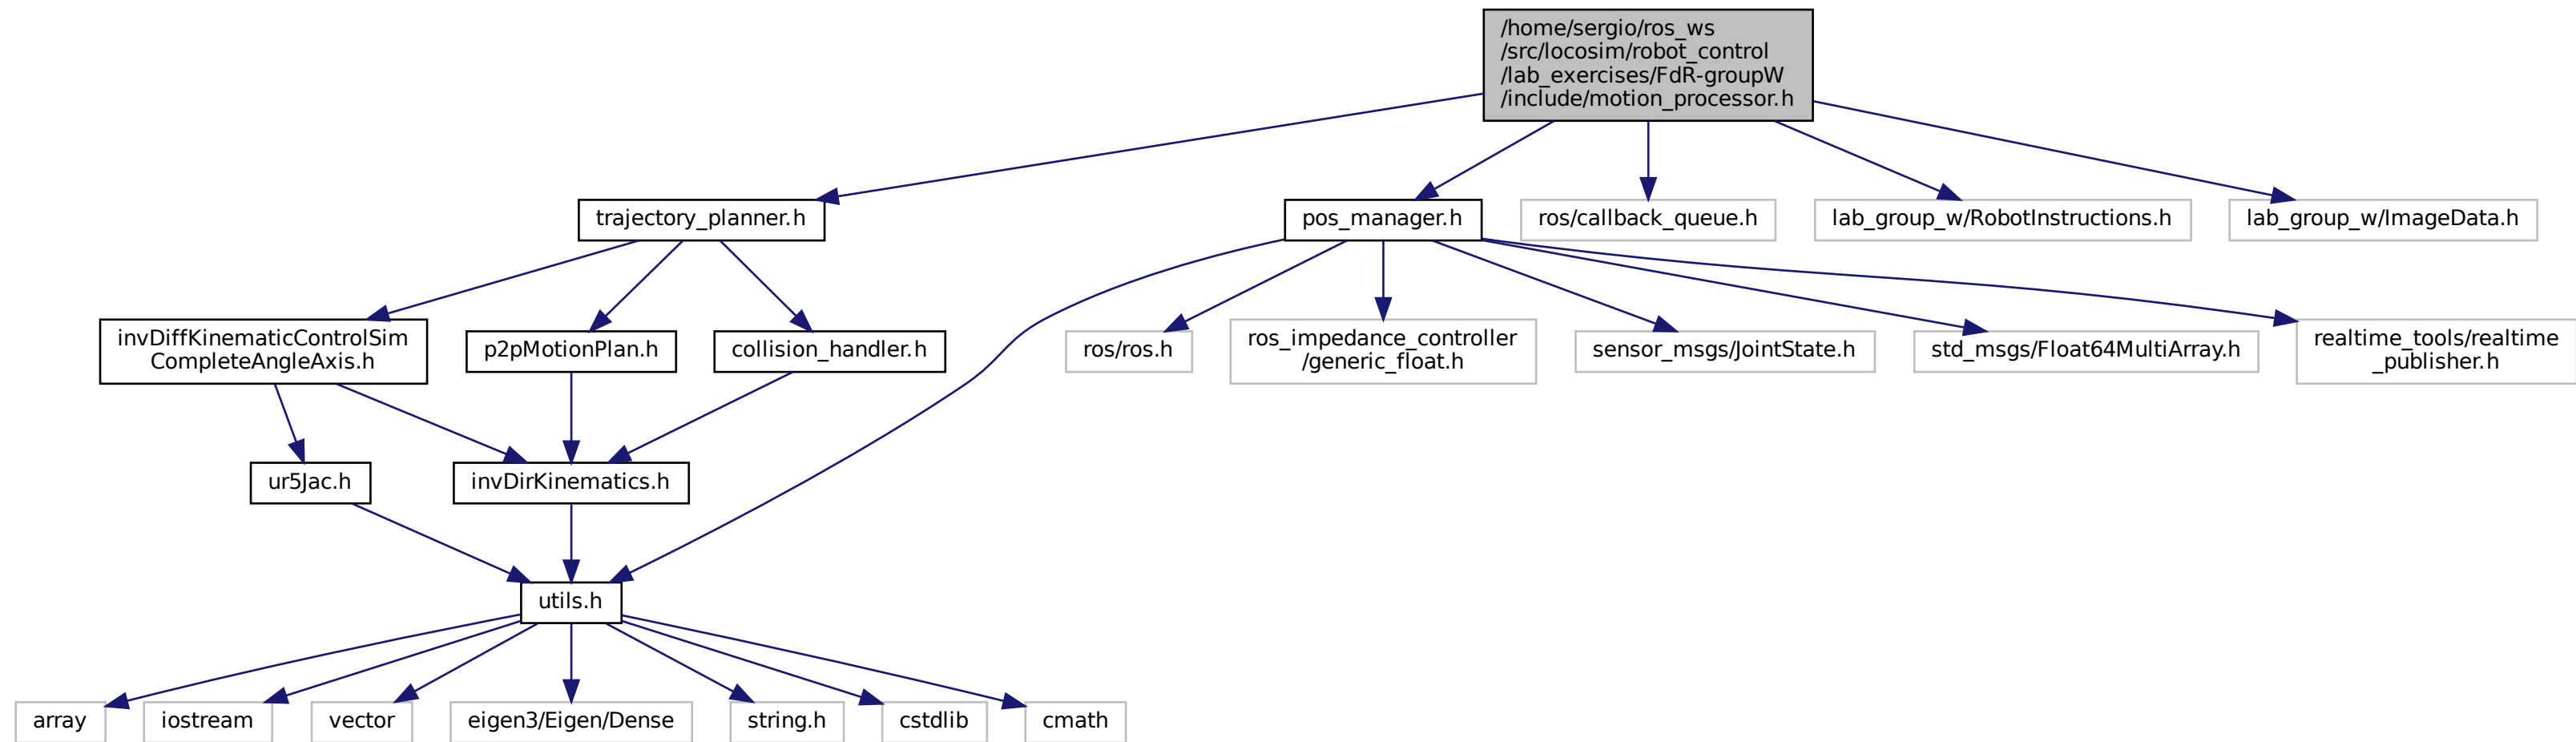 /home/sergio/ros_ws
/src/locosim/robot_control
/lab_exercises/FdR-groupW
/include/motion_processor.h
trajectory_planner.h
pos_manager.h
ros/callback_queue.h
lab_group_w/RobotInstructions.h
lab_group_w/ImageData.h
invDiffKinematicControlSim
CompleteAngleAxis.h
p2pMotionPlan.h
collision_handler.h
ros/ros.h
ros_impedance_controller
/generic_float.h
sensor_msgs/JointState.h
std_msgs/Float64MultiArray.h
realtime_tools/realtime
_publisher.h
ur5Jac.h
invDirKinematics.h
utils.h
array
iostream
vector
eigen3/Eigen/Dense
string.h
cstdlib
cmath